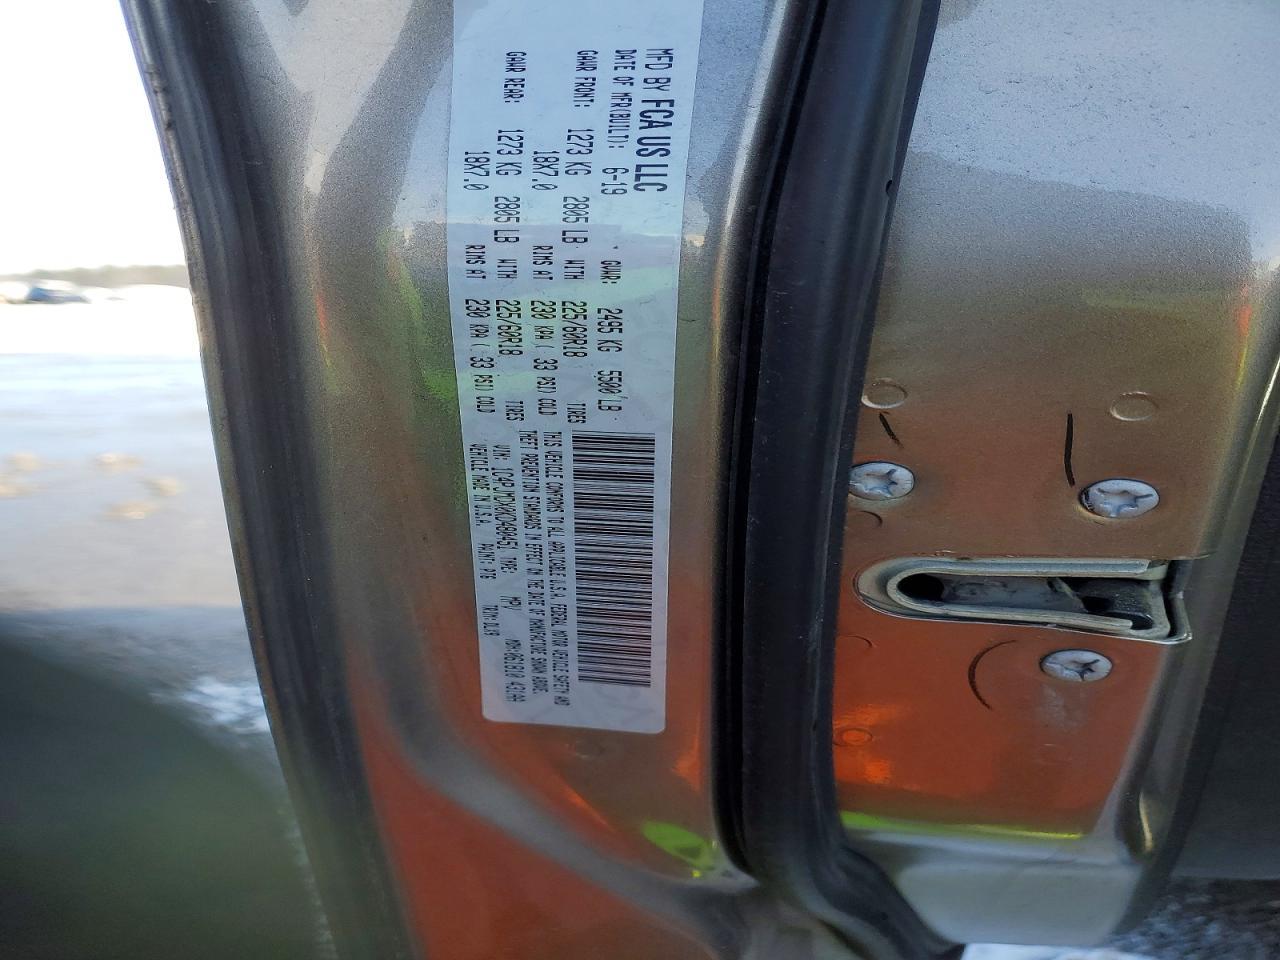 MFD BY FCA US LLC
DATE OF MFR(BUILT): 6-19 * GVWR: 2495 KG 5500 LB
GAWR FRONT: 1273 KG 2805 LB WITH 225/60R18 TIRES
18X7.0 RIMS AT 230 KPA ( 33 PSI) COLD
GAWR REAR: 1273 KG 2805 LB WITH 225/60R18 TIRES
18X7.0 RIMS AT 230 KPA ( 33 PSI) COLD
THIS VEHICLE CONFORMS TO ALL APPLICABLE U.S.A. FEDERAL MOTOR VEHICLE SAFETY AND
THEFT PREVENTION STANDARDS IN EFFECT ON THE DATE OF MANUFACTURE SHOWN ABOVE.
VIN: TYPE: MPV
VEHICLE MADE IN U.S.A. PAINT: TRIM: